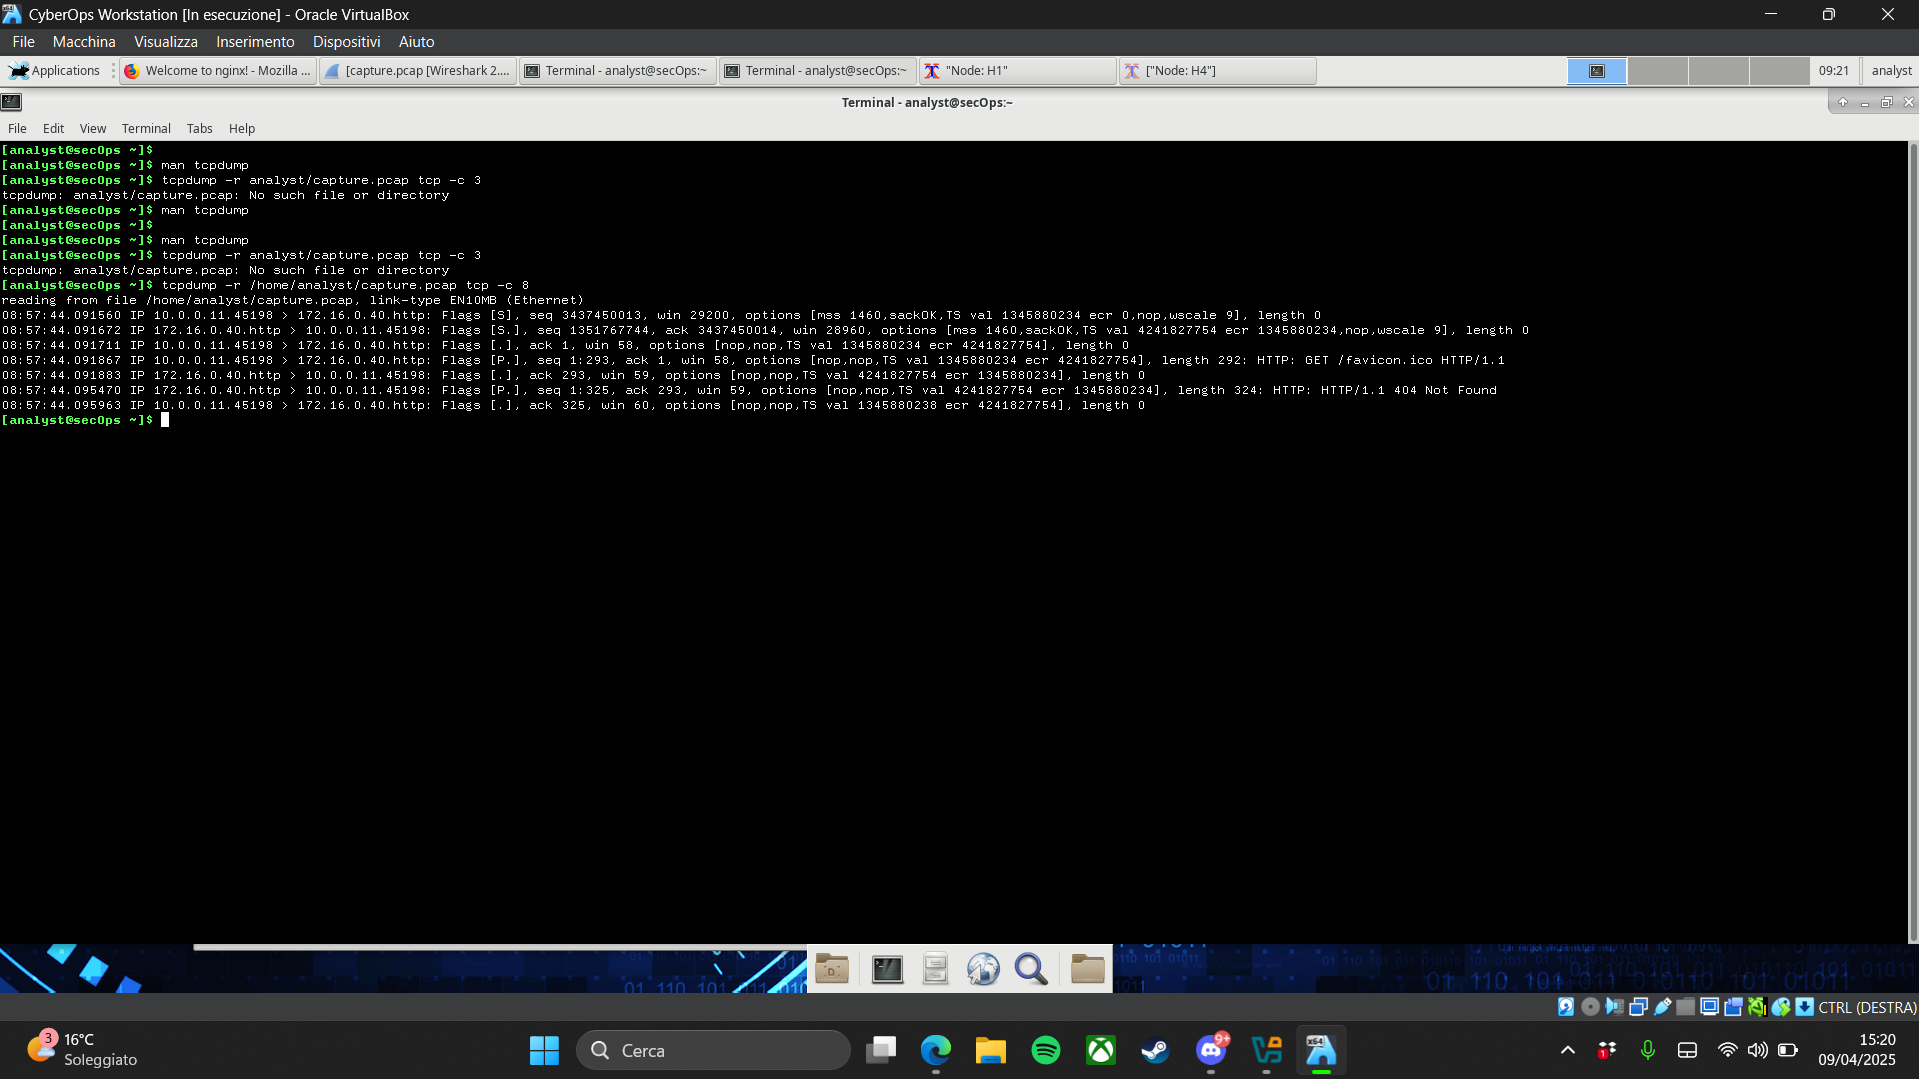 CyberOps Workstation [In esecuzione] - Oracle VirtualBox
File Macchina Visualizza Inserimento Dispositivi Aiuto
Applications Welcome to nginx! - Mozilla ... [capture.pcap [Wireshark 2.... Terminal - analyst@secOps:~ Terminal - analyst@secOps:~ "Node: H1" ["Node: H4"] 09:21 analyst
Terminal - analyst@secOps:~
File Edit View Terminal Tabs Help
[analyst@secOps ~]$
[analyst@secOps ~]$ man tcpdump
[analyst@secOps ~]$ tcpdump -r analyst/capture.pcap tcp -c 3
tcpdump: analyst/capture.pcap: No such file or directory
[analyst@secOps ~]$ man tcpdump
[analyst@secOps ~]$
[analyst@secOps ~]$ man tcpdump
[analyst@secOps ~]$ tcpdump -r analyst/capture.pcap tcp -c 3
tcpdump: analyst/capture.pcap: No such file or directory
[analyst@secOps ~]$ tcpdump -r /home/analyst/capture.pcap tcp -c 8
reading from file /home/analyst/capture.pcap, link-type EN10MB (Ethernet)
08:57:44.091560 IP 10.0.0.11.45198 > 172.16.0.40.http: Flags [S], seq 3437450013, win 29200, options [mss 1460,sackOK,TS val 1345880234 ecr 0,nop,wscale 9], length 0
08:57:44.091672 IP 172.16.0.40.http > 10.0.0.11.45198: Flags [S.], seq 1351767744, ack 3437450014, win 28960, options [mss 1460,sackOK,TS val 4241827754 ecr 1345880234,nop,wscale 9], length 0
08:57:44.091711 IP 10.0.0.11.45198 > 172.16.0.40.http: Flags [.], ack 1, win 58, options [nop,nop,TS val 1345880234 ecr 4241827754], length 0
08:57:44.091867 IP 10.0.0.11.45198 > 172.16.0.40.http: Flags [P.], seq 1:293, ack 1, win 58, options [nop,nop,TS val 1345880234 ecr 4241827754], length 292: HTTP: GET /favicon.ico HTTP/1.1
08:57:44.091883 IP 172.16.0.40.http > 10.0.0.11.45198: Flags [.], ack 293, win 59, options [nop,nop,TS val 4241827754 ecr 1345880234], length 0
08:57:44.095470 IP 172.16.0.40.http > 10.0.0.11.45198: Flags [P.], seq 1:325, ack 293, win 59, options [nop,nop,TS val 4241827754 ecr 1345880234], length 324: HTTP: HTTP/1.1 404 Not Found
08:57:44.095963 IP 10.0.0.11.45198 > 172.16.0.40.http: Flags [.], ack 325, win 60, options [nop,nop,TS val 1345880238 ecr 4241827754], length 0
[analyst@secOps ~]$
CTRL (DESTRA)
3 16°C
Soleggiato
Cerca
9+
x64
1
15:20
09/04/2025